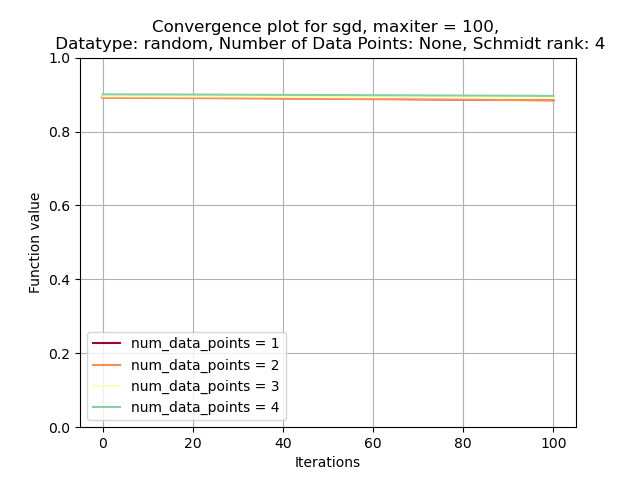 Convergence plot for sgd, maxiter = 100,
Datatype: random, Number of Data Points: None, Schmidt rank: 4
1.0
0.8
0.6
0.4
0.2
0.0
Function value
num_data_points = 1
num_data_points = 2
num_data_points = 3
num_data_points = 4
0 20 40 60 80 100
Iterations